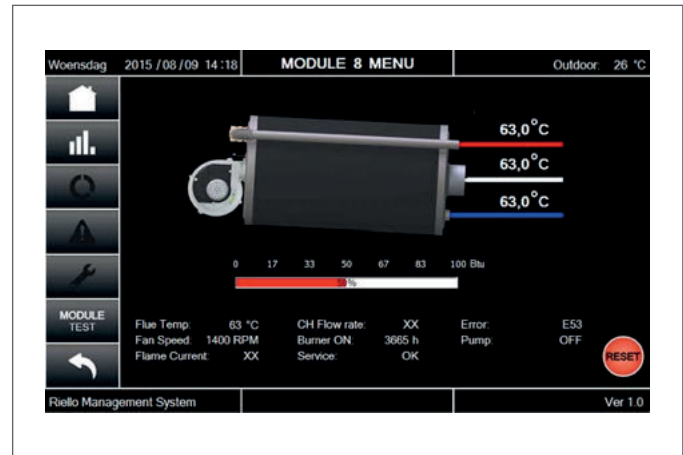 Woensdag 2015 / 08 / 09 14:18 MODULE 8 MENU Outdoor: 26 °C
63,0°C
63,0°C
63,0°C
0 17 33 50 67 83 100 Btu
50%
MODULE
TEST
Flue Temp: 63 °C CH Flow rate: XX Error: E53
Fan Speed: 1400 RPM Burner ON: 3665 h Pump: OFF
Flame Current: XX Service: OK
RESET
Riello Management System Ver 1.0